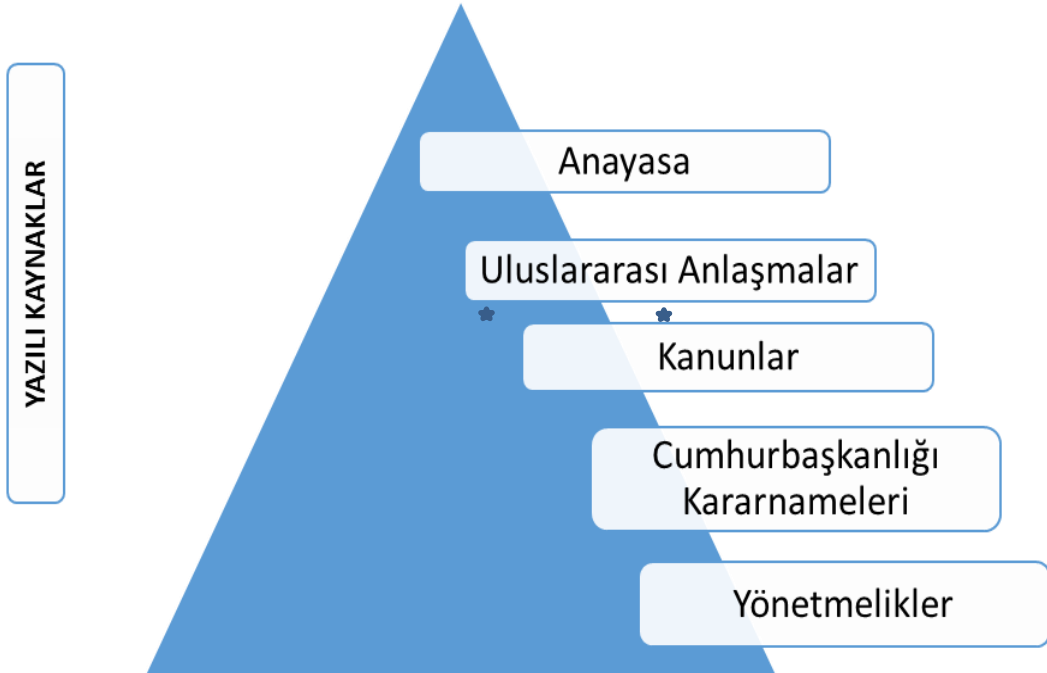 YAZILI KAYNAKLAR
Anayasa
Uluslararası Anlaşmalar
Kanunlar
Cumhurbaşkanlığı
Kararnameleri
Yönetmelikler